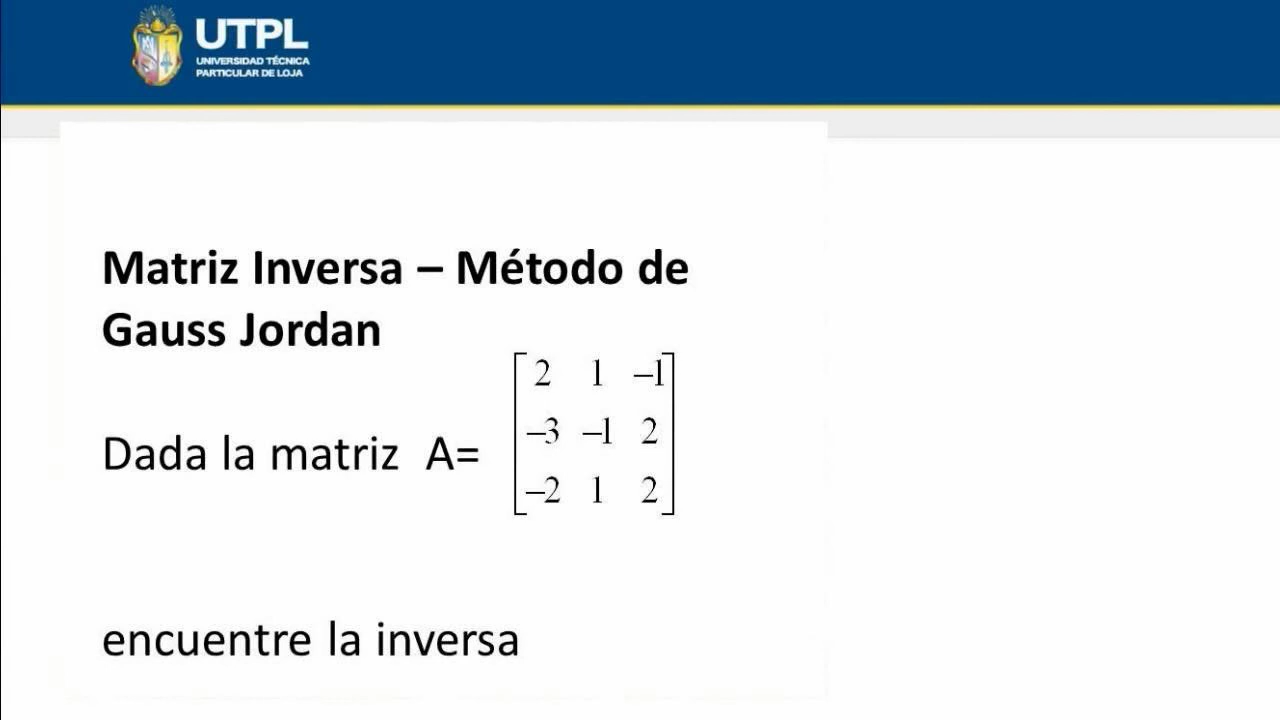 UTPL
UNIVERSIDAD TÉCNICA
PARTICULAR DE LOJA
Matriz Inversa – Método de
Gauss Jordan
Dada la matriz A=
2 1 –1
–3 –1 2
–2 1 2
encuentre la inversa